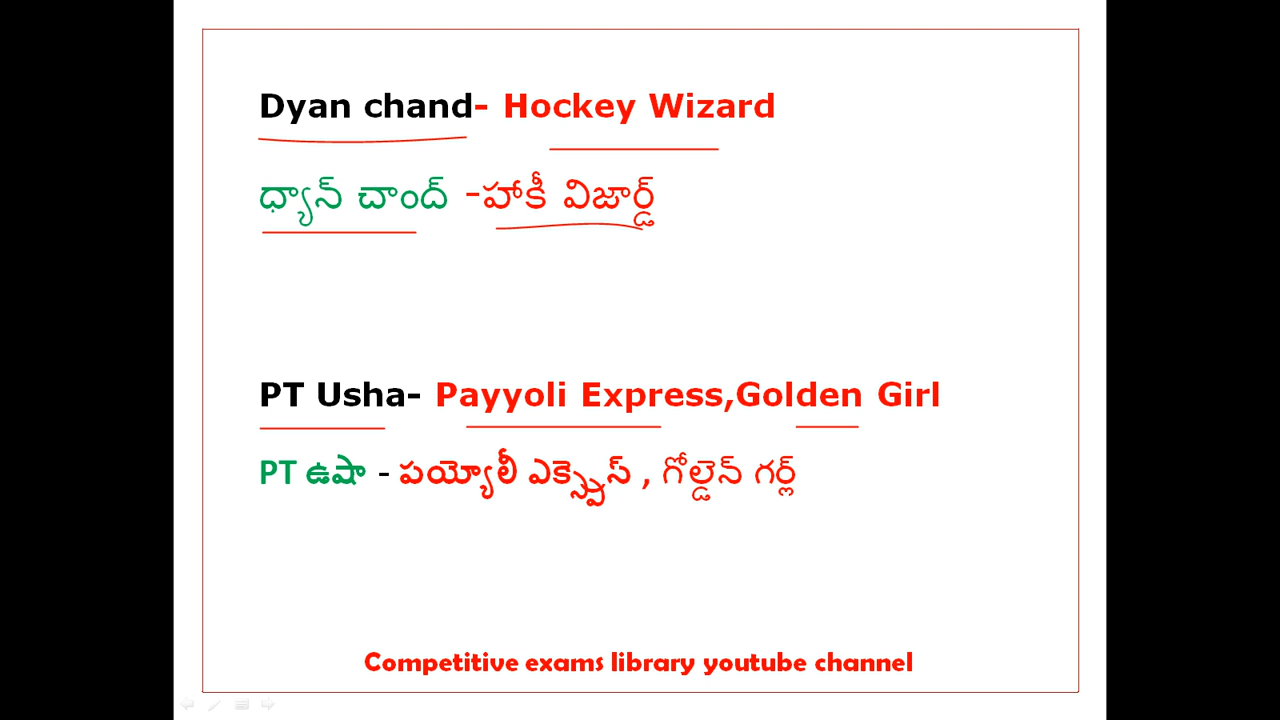 Dyan chand- Hockey Wizard
ధ్యాన్ చాంద్ -హాకీ విజార్డ్
PT Usha- Payyoli Express,Golden Girl
PT ఉషా - పయ్యోలీ ఎక్స్ప్రెస్ , గోల్డెన్ గర్ల్
Competitive exams library youtube channel